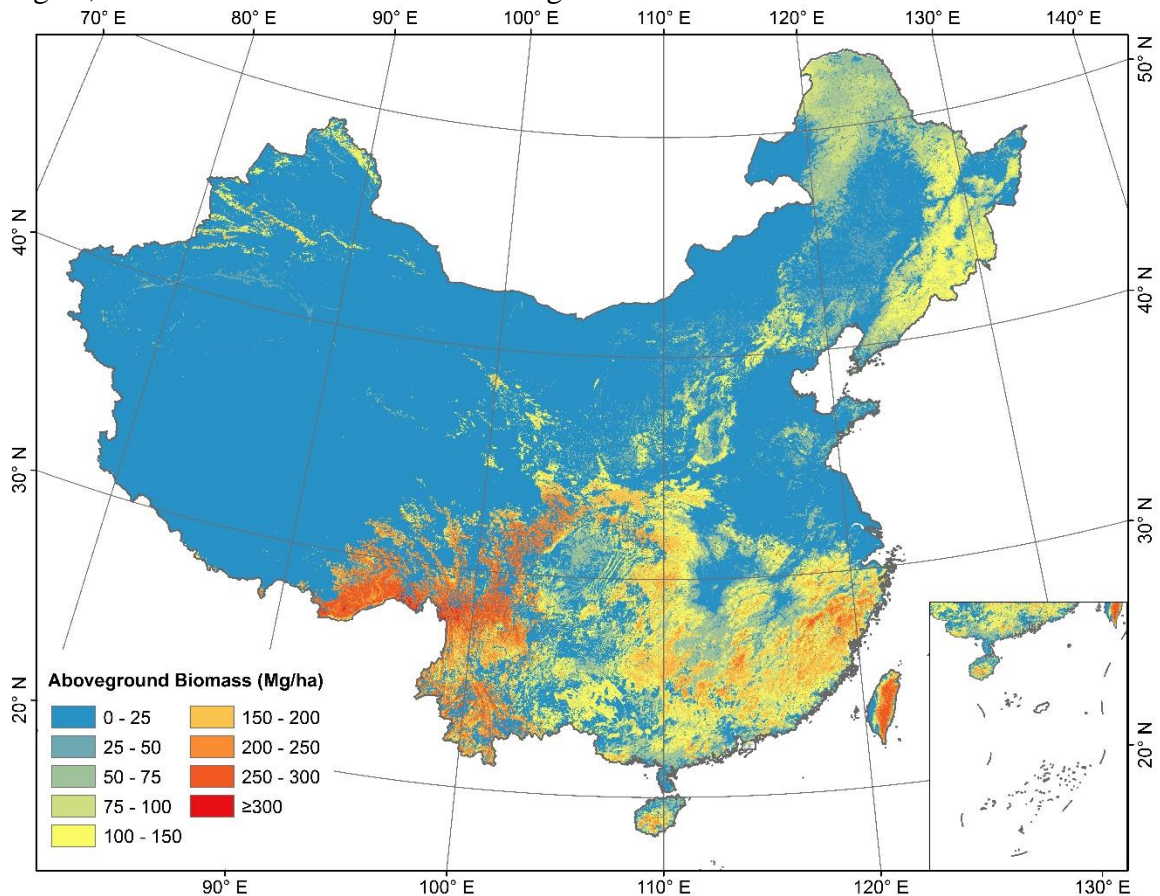 70° E 80° E 90° E 100° E 110° E 120° E 130° E 140° E
50° N
40° N
40° N
30° N
30° N
20° N
20° N
Aboveground Biomass (Mg/ha)
0 - 25 150 - 200
25 - 50 200 - 250
50 - 75 250 - 300
75 - 100 ≥300
100 - 150
90° E 100° E 110° E 120° E 130° E